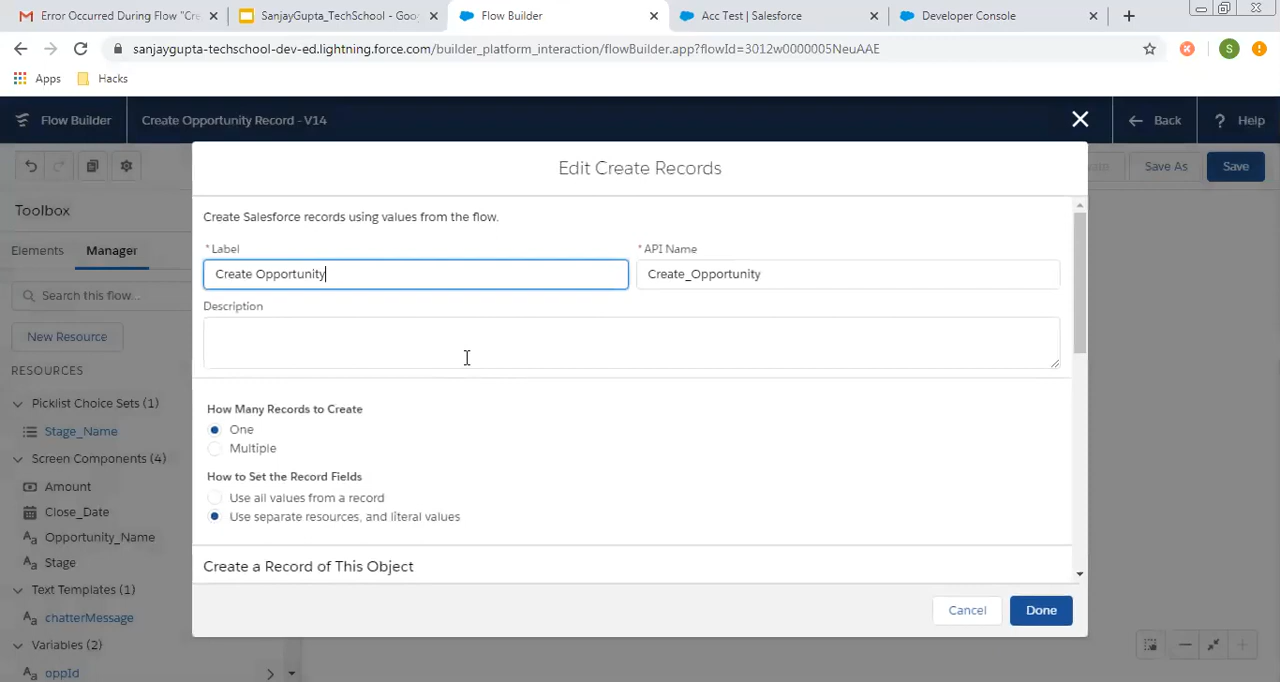 Error Occurred During Flow "Cre
SanjayGupta_TechSchool - Goo
Flow Builder
Acc Test | Salesforce
Developer Console
sanjaygupta-techschool-dev-ed.lightning.force.com/builder_platform_interaction/flowBuilder.app?flowId=3012w0000005NeuAAE
S
Apps
Hacks
Flow Builder
Create Opportunity Record - V14
Back
? Help
Save As
Save
Edit Create Records
Toolbox
Create Salesforce records using values from the flow.
Elements
Manager
* Label
* API Name
Create Opportunity
Create_Opportunity
Search this flow...
Description
New Resource
RESOURCES
Picklist Choice Sets (1)
Stage_Name
Screen Components (4)
Amount
Close_Date
Opportunity_Name
Stage
Text Templates (1)
chatterMessage
Variables (2)
oppId
How Many Records to Create
One
Multiple
How to Set the Record Fields
Use all values from a record
Use separate resources, and literal values
Create a Record of This Object
Cancel
Done